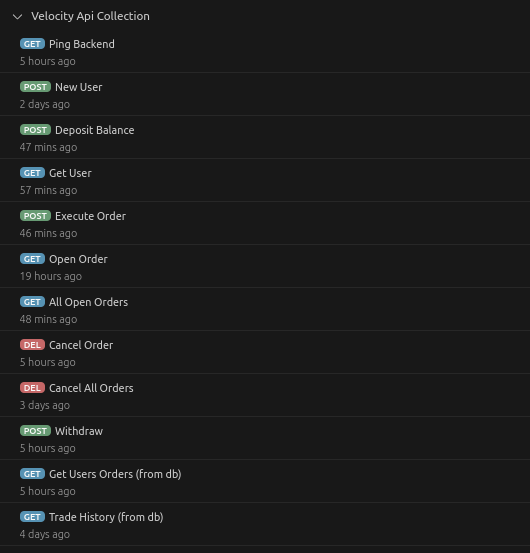 Velocity Api Collection
GET Ping Backend
5 hours ago
POST New User
2 days ago
POST Deposit Balance
47 mins ago
GET Get User
57 mins ago
POST Execute Order
46 mins ago
GET Open Order
19 hours ago
GET All Open Orders
48 mins ago
DEL Cancel Order
5 hours ago
DEL Cancel All Orders
3 days ago
POST Withdraw
5 hours ago
GET Get Users Orders (from db)
5 hours ago
GET Trade History (from db)
4 days ago